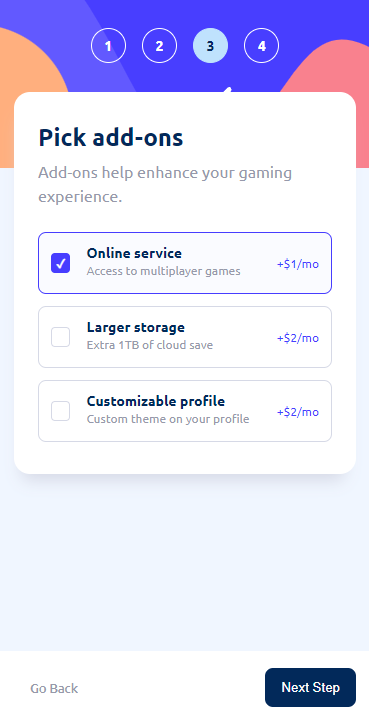 1 2 3 4
Pick add-ons
Add-ons help enhance your gaming
experience.
Online service
Access to multiplayer games
+$1/mo
Larger storage
Extra 1TB of cloud save
+$2/mo
Customizable profile
Custom theme on your profile
+$2/mo
Go Back
Next Step